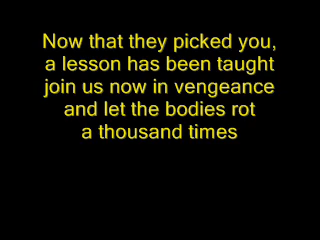 Now that they picked you,
a lesson has been taught
join us now in vengeance
and let the bodies rot
a thousand times